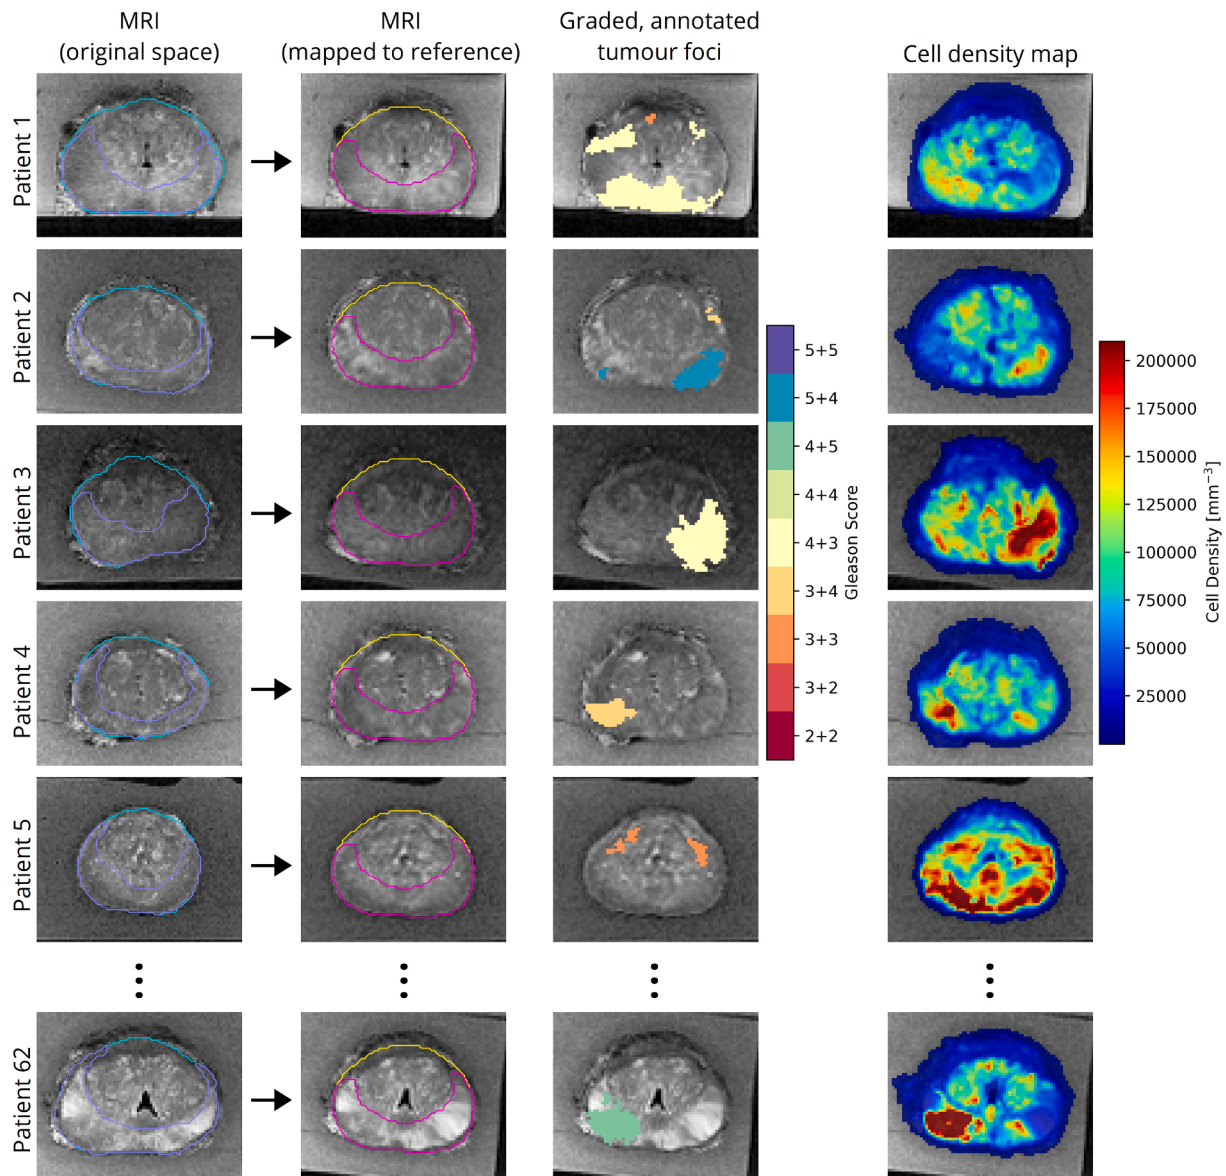 MRI
(original space)
MRI
(mapped to reference)
Graded, annotated
tumour foci
Cell density map
Patient 1
Patient 2
Patient 3
Patient 4
Patient 5
Patient 62
5+5
5+4
4+5
4+4
4+3
3+4
3+3
3+2
2+2
Gleason Score
200000
175000
150000
125000
100000
75000
50000
25000
Cell Density [mm⁻³]